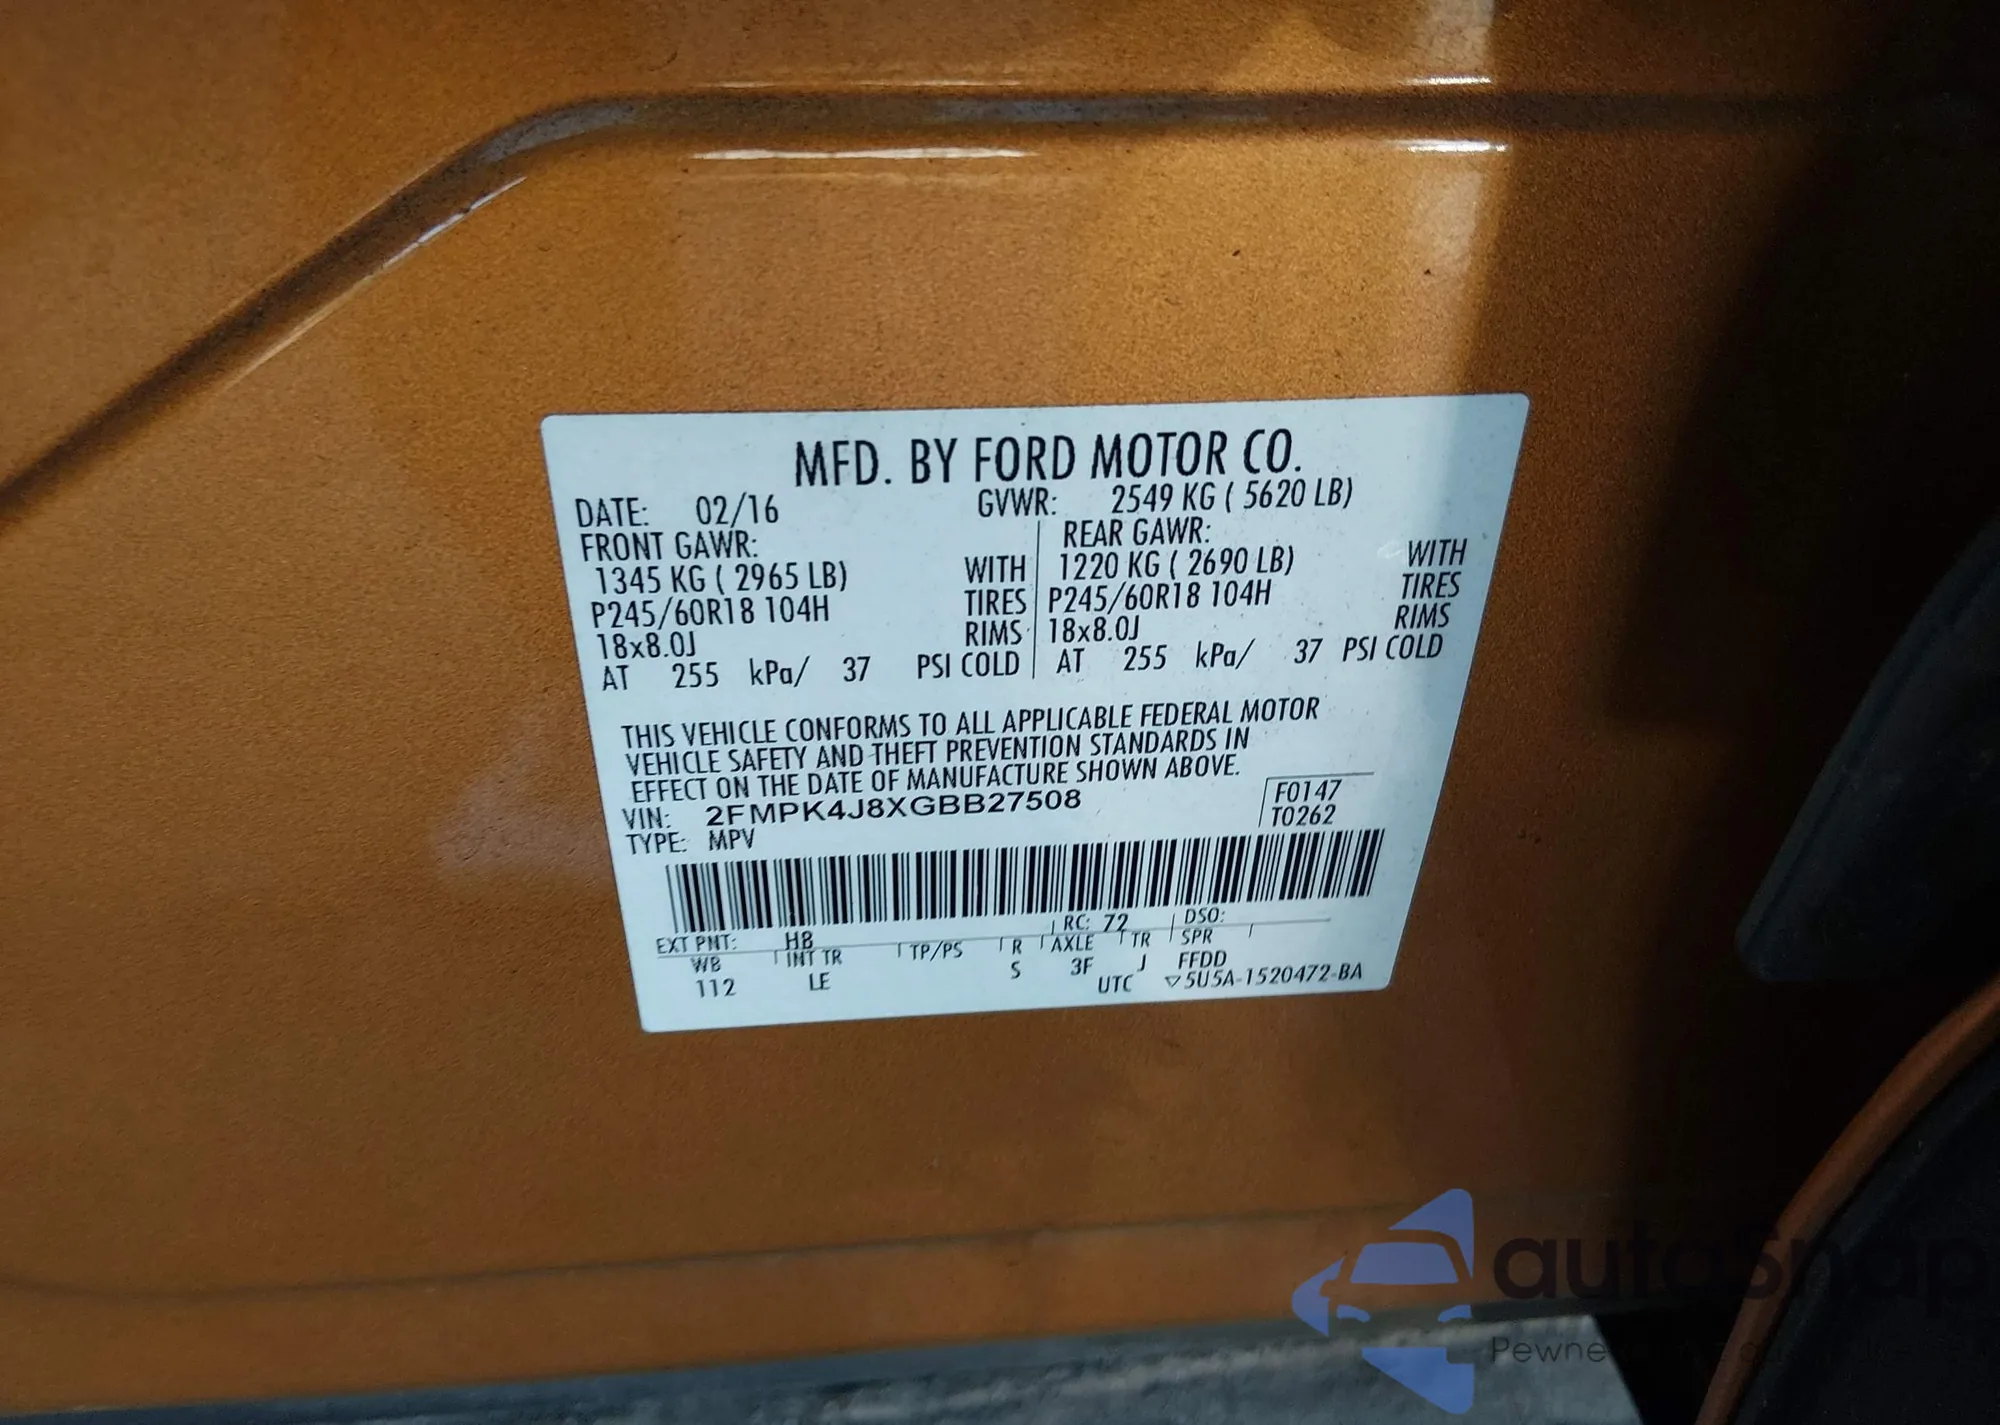 MFD. BY FORD MOTOR CO.
DATE: 02/16 GVWR: 2549 KG ( 5620 LB)
FRONT GAWR: REAR GAWR:
1345 KG ( 2965 LB) WITH 1220 KG ( 2690 LB) WITH
P245/60R18 104H TIRES P245/60R18 104H TIRES
18x8.0J RIMS 18x8.0J RIMS
AT 255 kPa/ 37 PSI COLD AT 255 kPa/ 37 PSI COLD
THIS VEHICLE CONFORMS TO ALL APPLICABLE FEDERAL MOTOR
VEHICLE SAFETY AND THEFT PREVENTION STANDARDS IN
EFFECT ON THE DATE OF MANUFACTURE SHOWN ABOVE.
VIN: 2FMPK4J8XGBB27508 F0147
TYPE: MPV T0262
EXT PNT: H8 RC: 72 DSO:
WB INT TR TP/PS R AXLE TR SPR
112 LE S 3F J FFDD
UTC ▽5U5A-1520472-BA
autosnap
Pewne